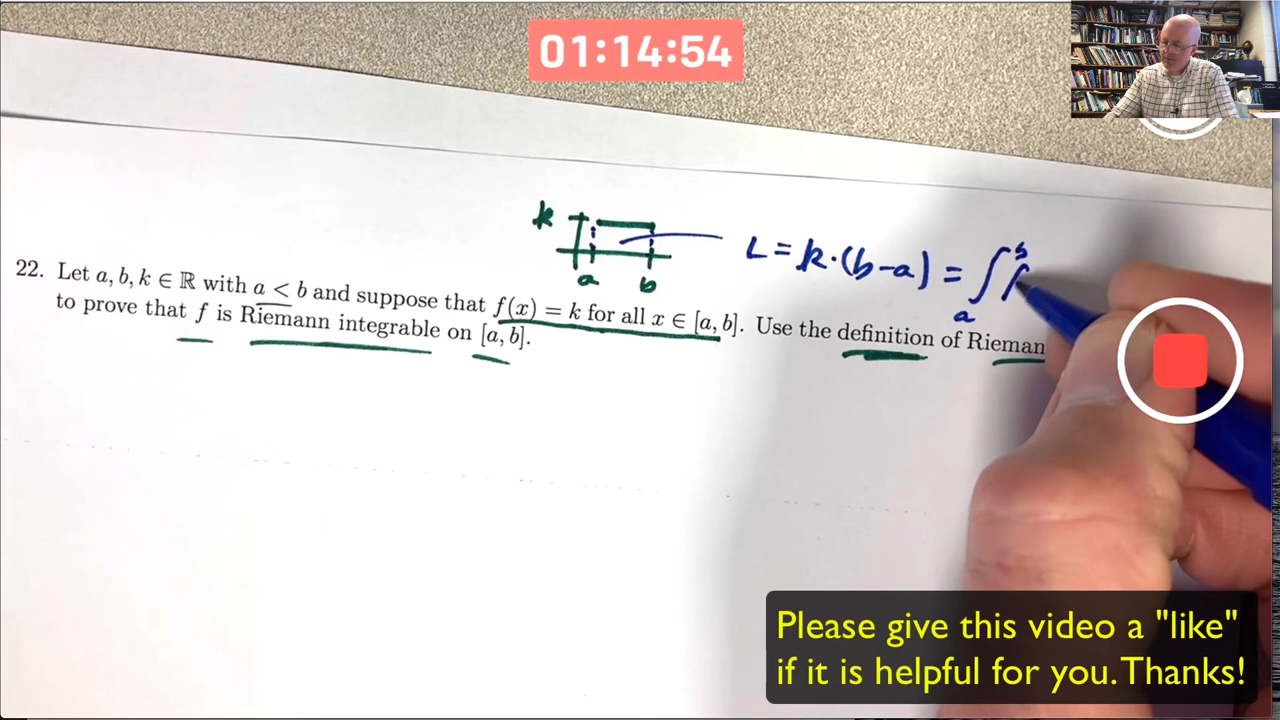 01:14:54
k
a b
L = k·(b-a) = ∫
b
a
22. Let a, b, k ∈ ℝ with a < b and suppose that f(x) = k for all x ∈ [a, b]. Use the definition of Rieman
to prove that f is Riemann integrable on [a, b].
Please give this video a "like"
if it is helpful for you. Thanks!